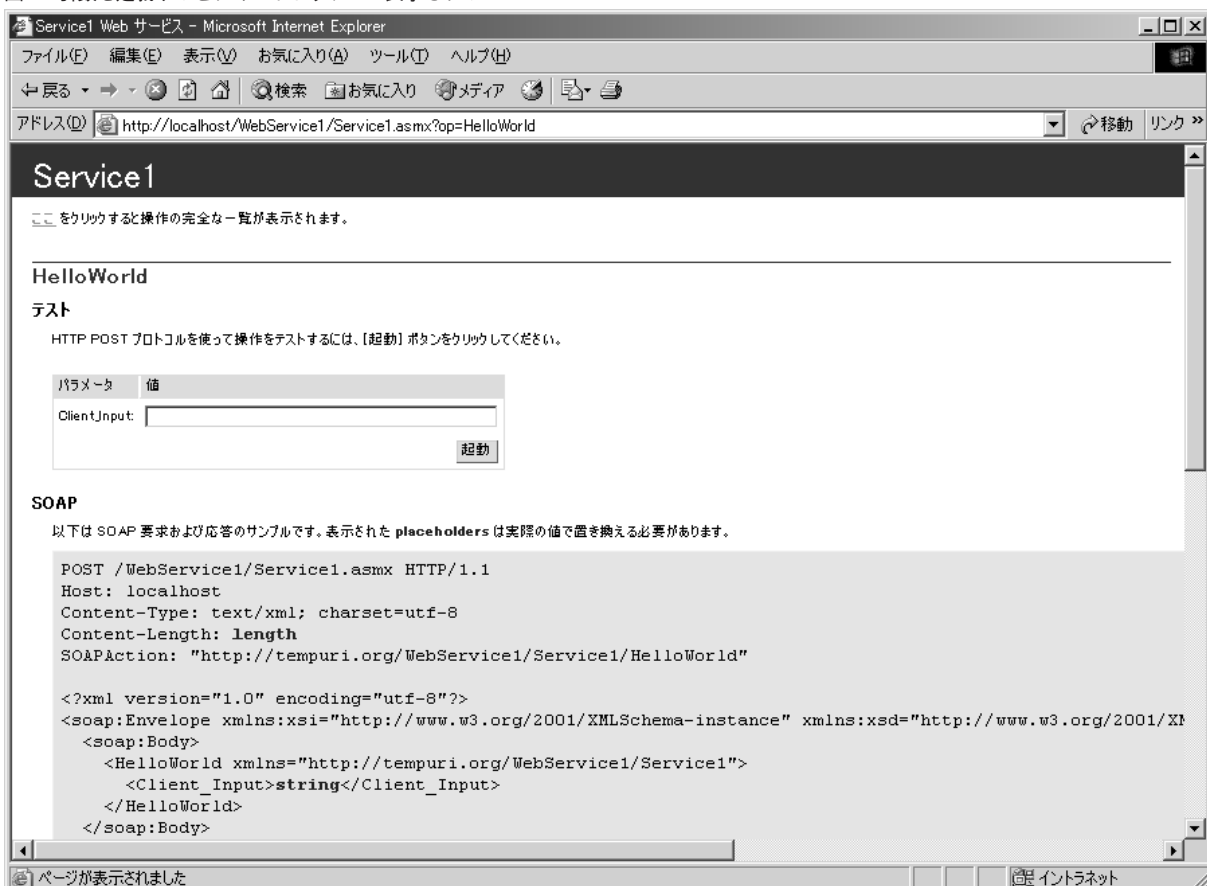 Service1 Web サービス - Microsoft Internet Explorer
ファイル(F) 編集(E) 表示(V) お気に入り(A) ツール(T) ヘルプ(H)
戻る 検索 お気に入り メディア
アドレス(D) http://localhost/WebService1/Service1.asmx?op=HelloWorld 移動 リンク »
Service1
ここ をクリックすると操作の完全な一覧が表示されます。
HelloWorld
テスト
HTTP POST プロトコルを使って操作をテストするには、[起動] ボタンをクリックしてください。
パラメータ 値
Client_Input:
起動
SOAP
以下は SOAP 要求および応答のサンプルです。表示された placeholders は実際の値で置き換える必要があります。
POST /WebService1/Service1.asmx HTTP/1.1
Host: localhost
Content-Type: text/xml; charset=utf-8
Content-Length: length
SOAPAction: "http://tempuri.org/WebService1/Service1/HelloWorld"
<?xml version="1.0" encoding="utf-8"?>
<soap:Envelope xmlns:xsi="http://www.w3.org/2001/XMLSchema-instance" xmlns:xsd="http://www.w3.org/2001/XM
<soap:Body>
<HelloWorld xmlns="http://tempuri.org/WebService1/Service1">
<Client_Input>string</Client_Input>
</HelloWorld>
</soap:Body>
ページが表示されました イントラネット